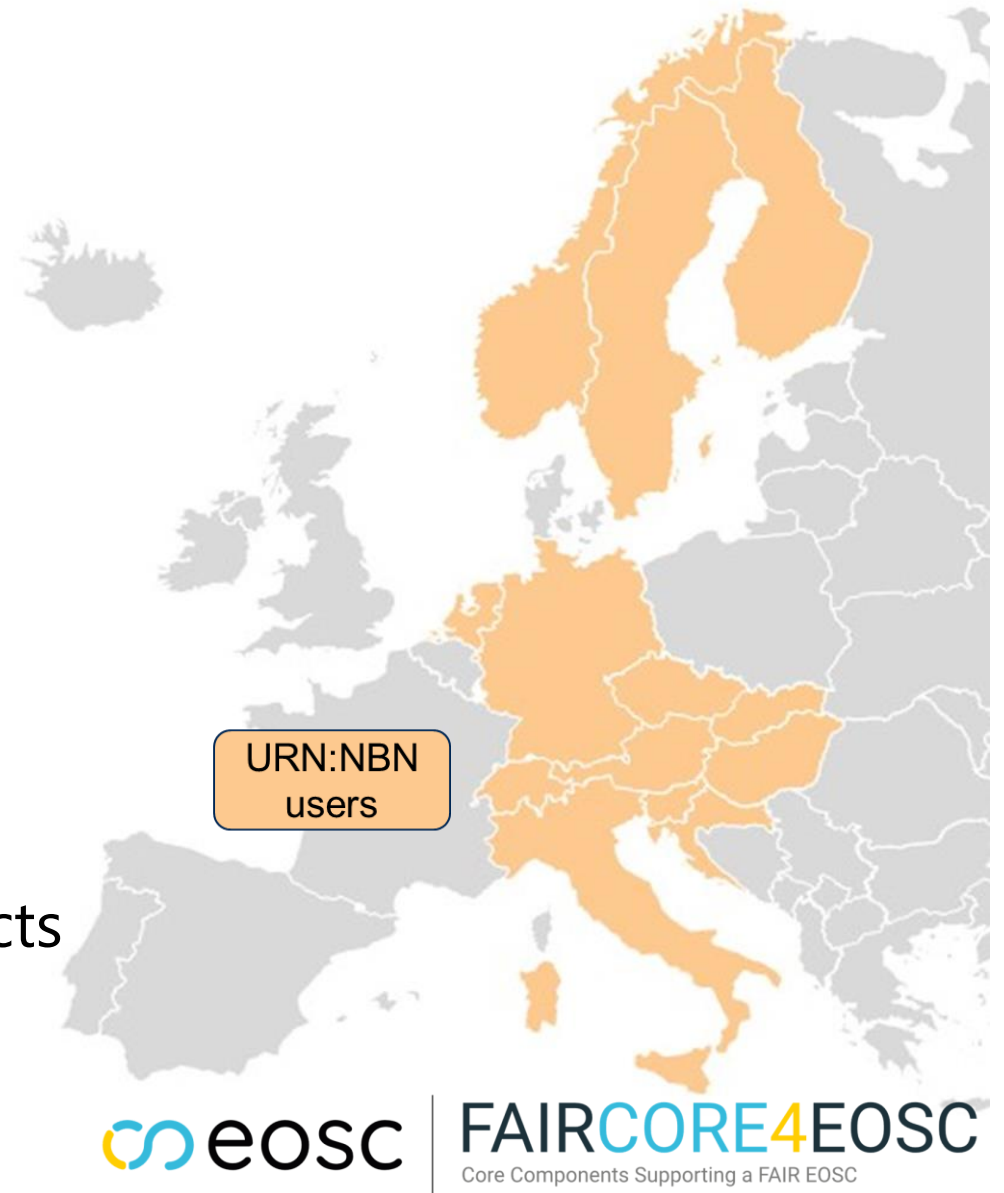 URN:NBN
users
cts
eosc
FAIRCORE4EOSC
Core Components Supporting a FAIR EOSC